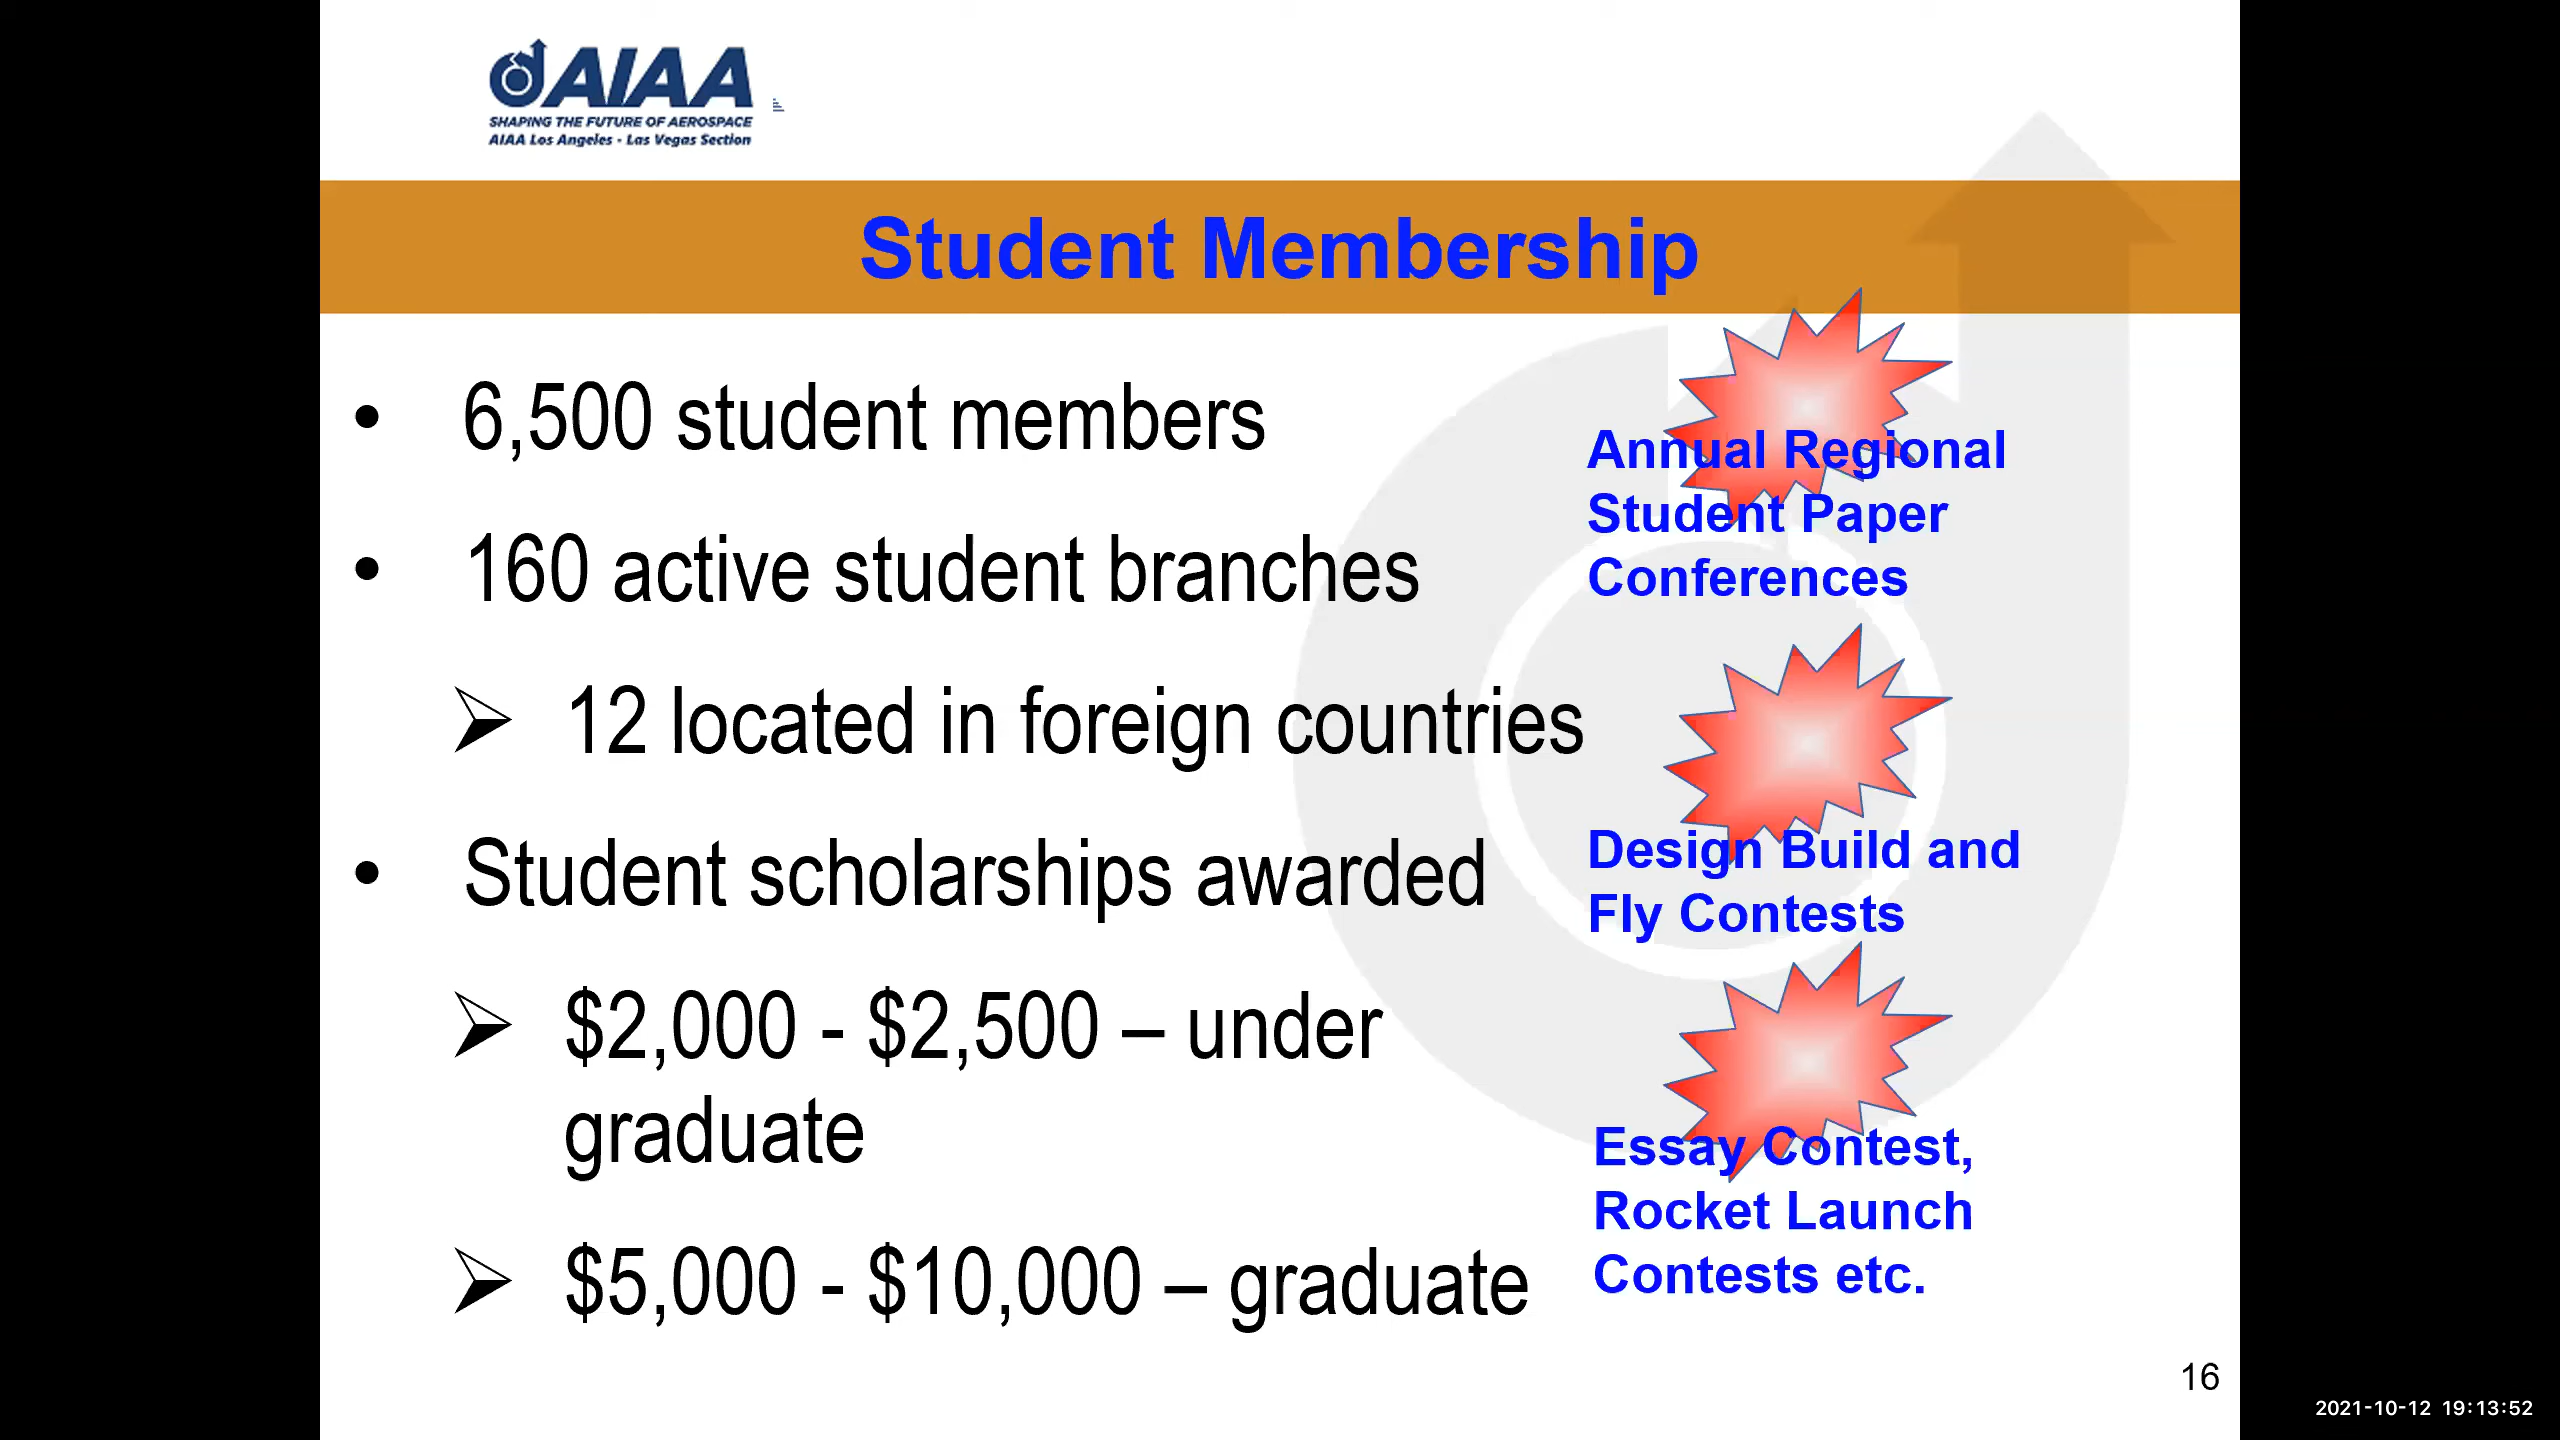 AIAA
SHAPING THE FUTURE OF AEROSPACE
AIAA Los Angeles - Las Vegas Section
Student Membership
• 6,500 student members
• 160 active student branches
➢ 12 located in foreign countries
• Student scholarships awarded
➢ $2,000 - $2,500 – under
graduate
➢ $5,000 - $10,000 – graduate
Annual Regional
Student Paper
Conferences
Design Build and
Fly Contests
Essay Contest,
Rocket Launch
Contests etc.
16
2021-10-12 19:13:52